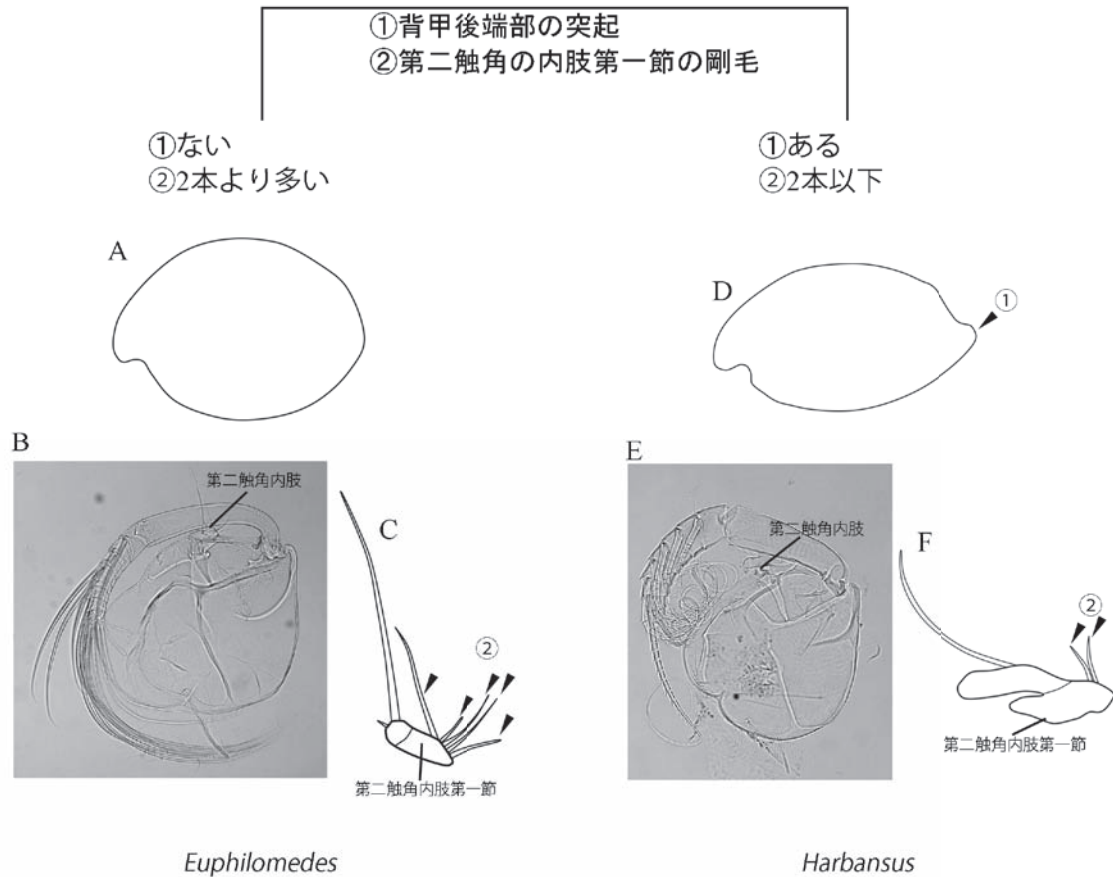 ①背甲後端部の突起
②第二触角の内肢第一節の剛毛
①ない
②2本より多い
①ある
②2本以下
A
D
①
B
第二触角内肢
C
②
第二触角内肢第一節
E
第二触角内肢
F
②
第二触角内肢第一節
Euphilomedes
Harbansus